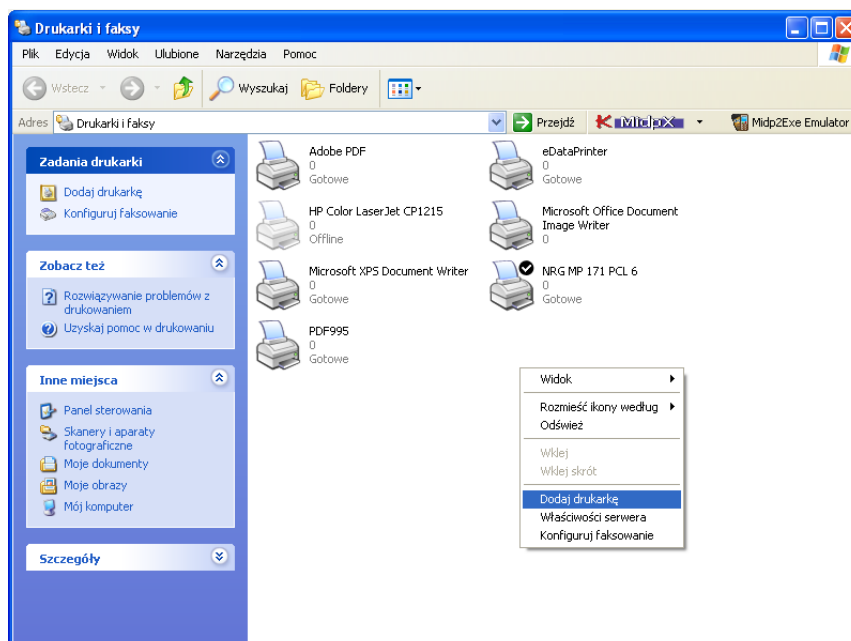 Drukarki i faksy
Plik Edycja Widok Ulubione Narzędzia Pomoc
Wstecz Wyszukaj Foldery
Adres Drukarki i faksy Przejdź MidpX Midp2Exe Emulator
Zadania drukarki
Dodaj drukarkę
Konfiguruj faksowanie
Zobacz też
Rozwiązywanie problemów z
drukowaniem
Uzyskaj pomoc w drukowaniu
Inne miejsca
Panel sterowania
Skanery i aparaty
fotograficzne
Moje dokumenty
Moje obrazy
Mój komputer
Szczegóły
Adobe PDF
0
Gotowe
eDataPrinter
0
Gotowe
HP Color LaserJet CP1215
0
Offline
Microsoft Office Document
Image Writer
0
Microsoft XPS Document Writer
0
Gotowe
NRG MP 171 PCL 6
0
Gotowe
PDF995
0
Gotowe
Widok
Rozmieść ikony według
Odśwież
Wklej
Wklej skrót
Dodaj drukarkę
Właściwości serwera
Konfiguruj faksowanie